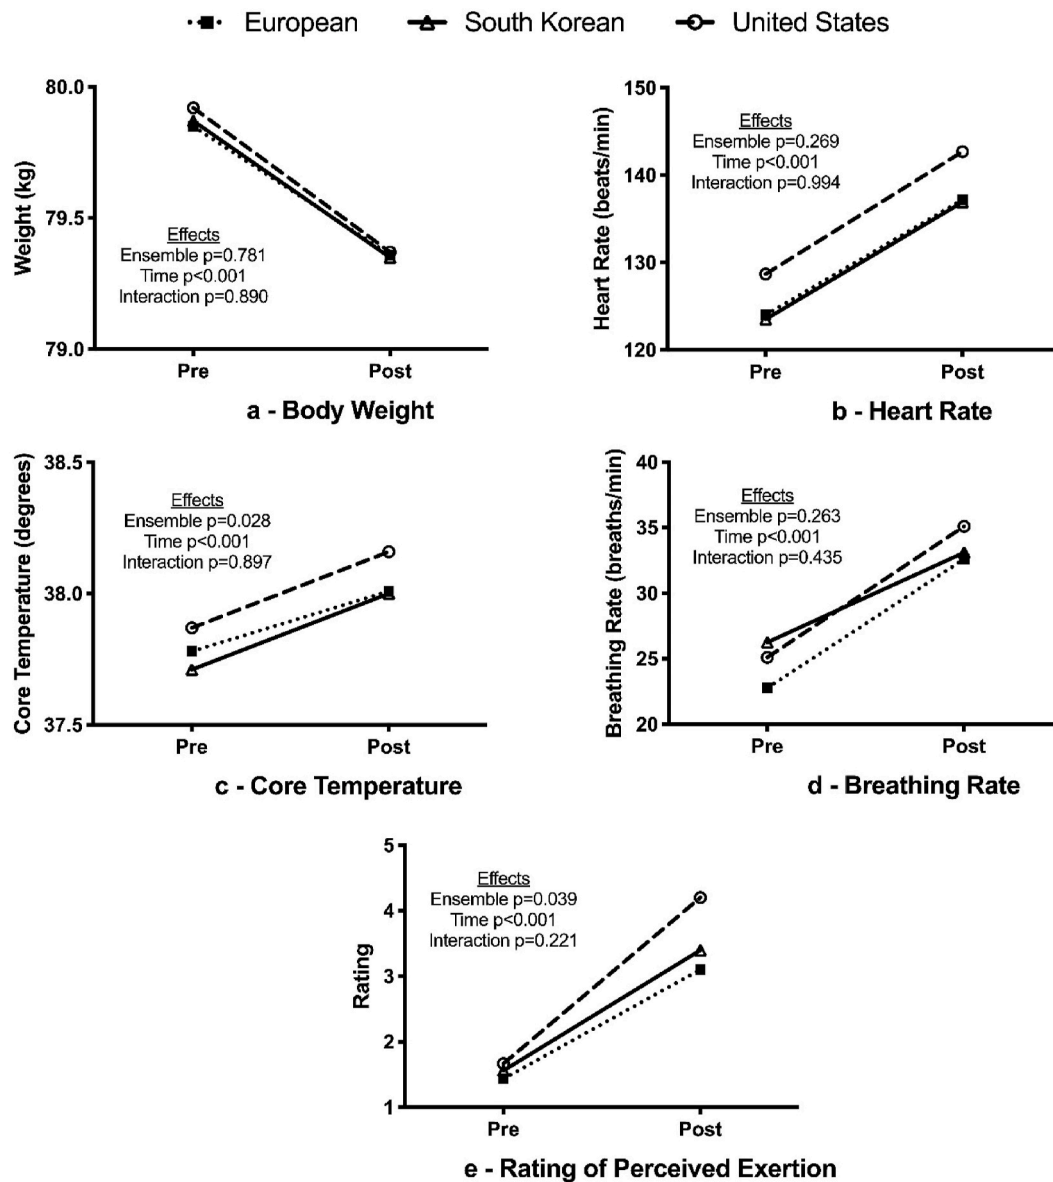 European South Korean United States
80.0
79.5
79.0
Weight (kg)
Effects
Ensemble p=0.781
Time p<0.001
Interaction p=0.890
Pre Post
a - Body Weight
150
140
130
120
Heart Rate (beats/min)
Effects
Ensemble p=0.269
Time p<0.001
Interaction p=0.994
Pre Post
b - Heart Rate
38.5
38.0
37.5
Core Temperature (degrees)
Effects
Ensemble p=0.028
Time p<0.001
Interaction p=0.897
Pre Post
c - Core Temperature
40
35
30
25
20
Breathing Rate (breaths/min)
Effects
Ensemble p=0.263
Time p<0.001
Interaction p=0.435
Pre Post
d - Breathing Rate
5
4
3
2
1
Rating
Effects
Ensemble p=0.039
Time p<0.001
Interaction p=0.221
Pre Post
e - Rating of Perceived Exertion